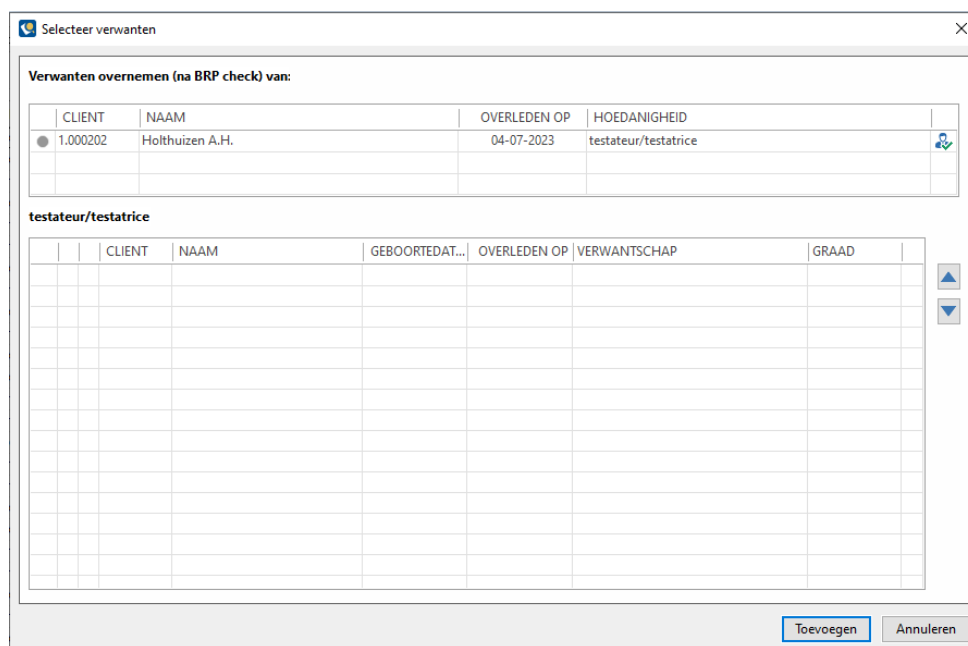 Selecteer verwanten
Verwanten overnemen (na BRP check) van:
CLIENT NAAM OVERLEDEN OP HOEDANIGHEID
1.000202 Holthuizen A.H. 04-07-2023 testateur/testatrice
testateur/testatrice
CLIENT NAAM GEBOORTEDAT... OVERLEDEN OP VERWANTSCHAP GRAAD
Toevoegen Annuleren